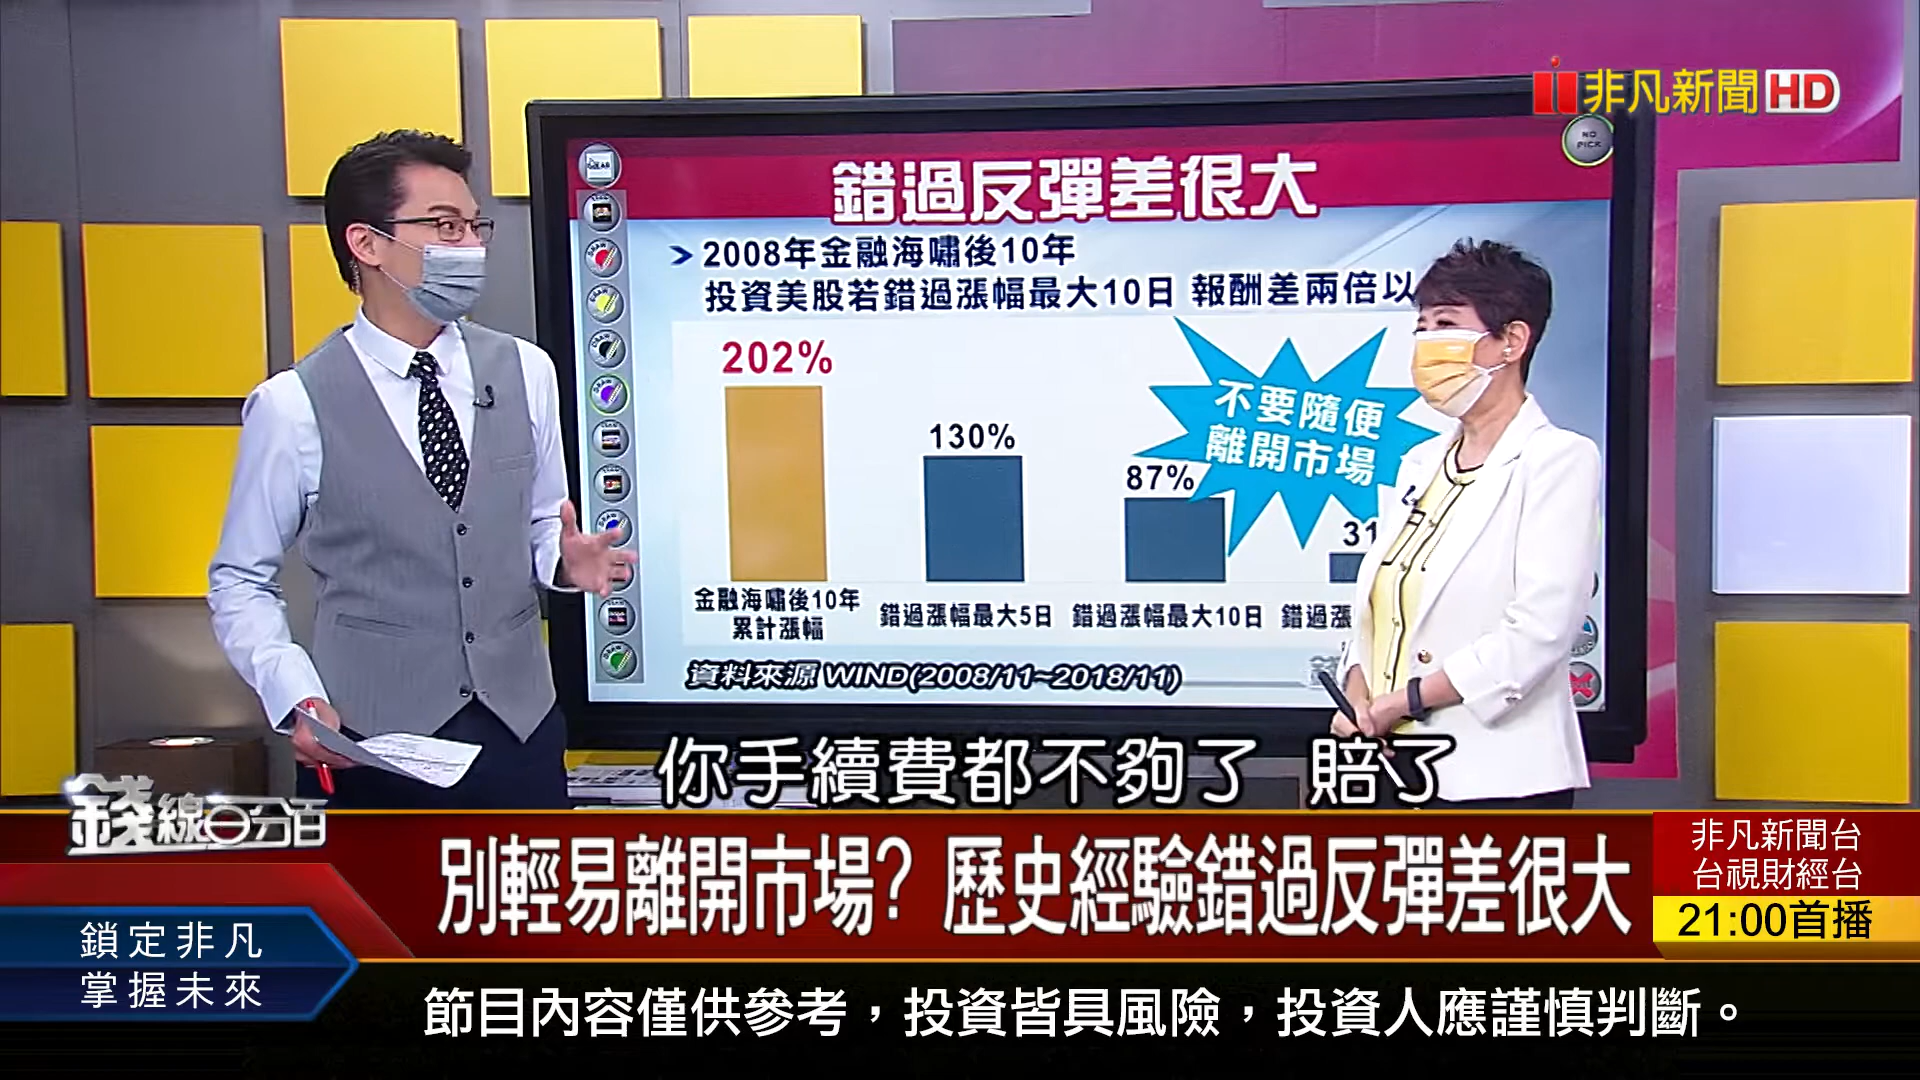 非凡新聞HD
NO
PICK
錯過反彈差很大
2008年金融海嘯後10年
投資美股若錯過漲幅最大10日 報酬差兩倍以
202%
130%
87%
31
不要隨便
離開市場
金融海嘯後10年
累計漲幅
錯過漲幅最大5日
錯過漲幅最大10日
錯過漲
資料來源 WIND(2008/11~2018/11)
你手續費都不夠了 賠了
錢線百分百
別輕易離開市場? 歷史經驗錯過反彈差很大
非凡新聞台
台視財經台
21:00首播
鎖定非凡
掌握未來
節目內容僅供參考，投資皆具風險，投資人應謹慎判斷。